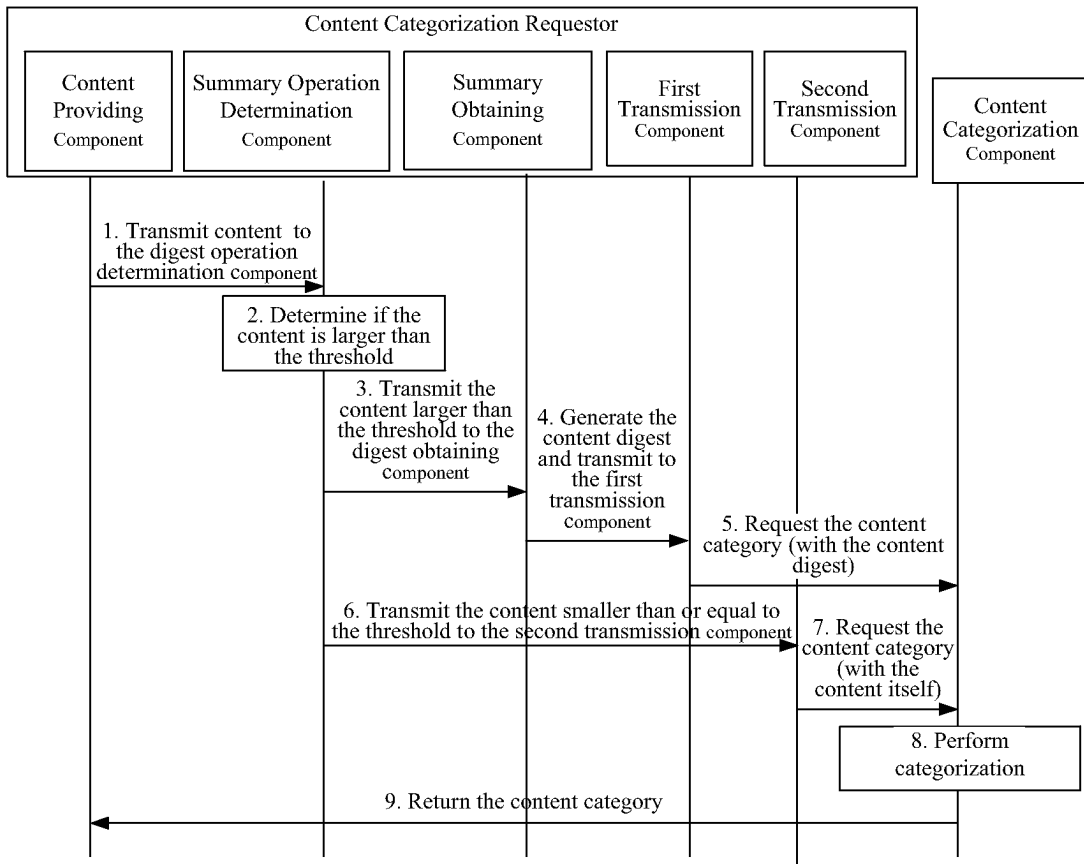 Content Categorization Requestor
Content
Providing
Component
Summary Operation
Determination
Component
Summary
Obtaining
Component
First
Transmission
Component
Second
Transmission
Component
Content
Categorization
Component
1. Transmit content to
the digest operation
determination component
2. Determine if the
content is larger than
the threshold
3. Transmit the
content larger than
the threshold to the
digest obtaining
component
4. Generate the
content digest
and transmit to
the first
transmission
component
5. Request the content
category (with the content
digest)
6. Transmit the content smaller than or equal to
the threshold to the second transmission component
7. Request the
content category
(with the
content itself)
8. Perform
categorization
9. Return the content category